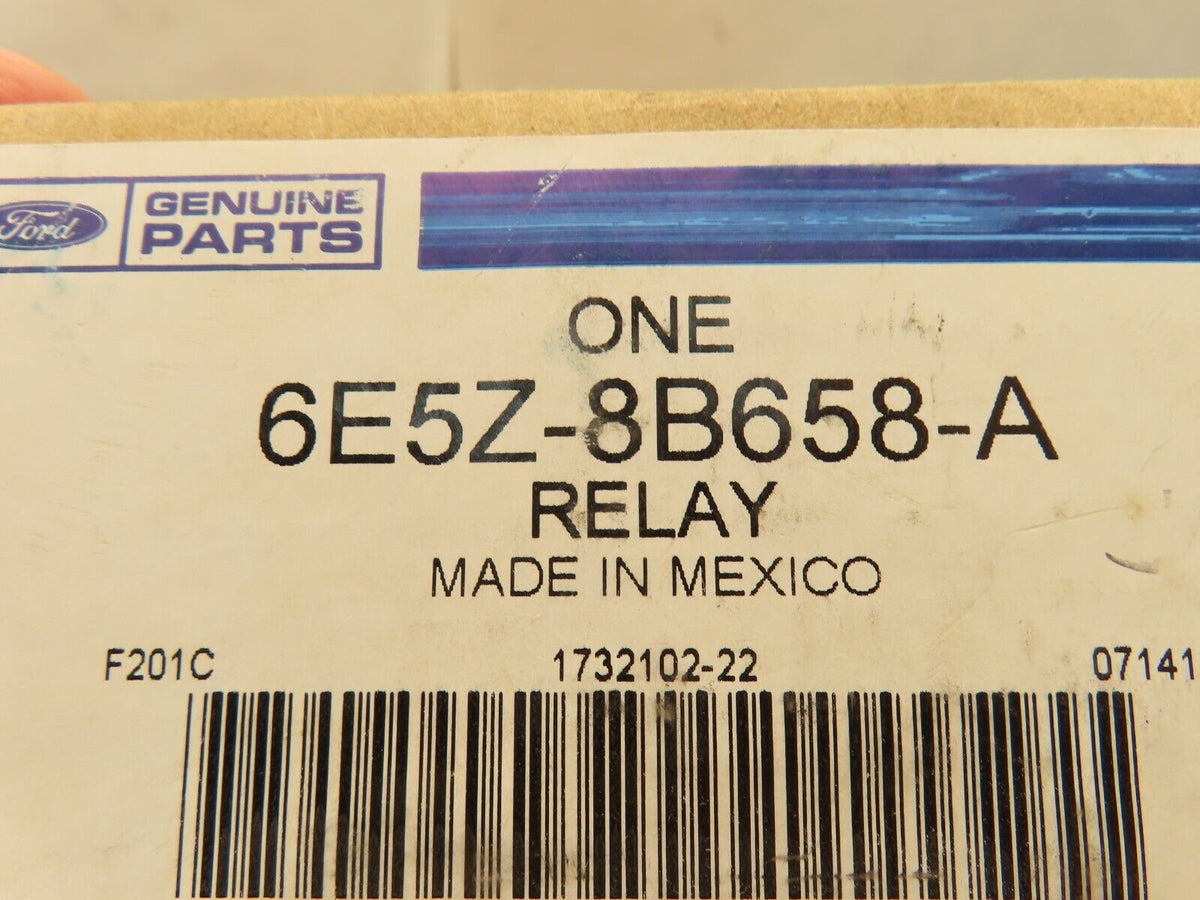 Ford
GENUINE
PARTS
ONE
6E5Z-8B658-A
RELAY
MADE IN MEXICO
F201C 1732102-22 07141